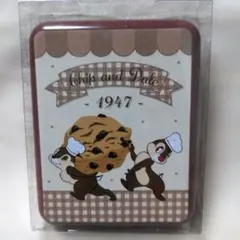 Chip and Dale
- 1947 -